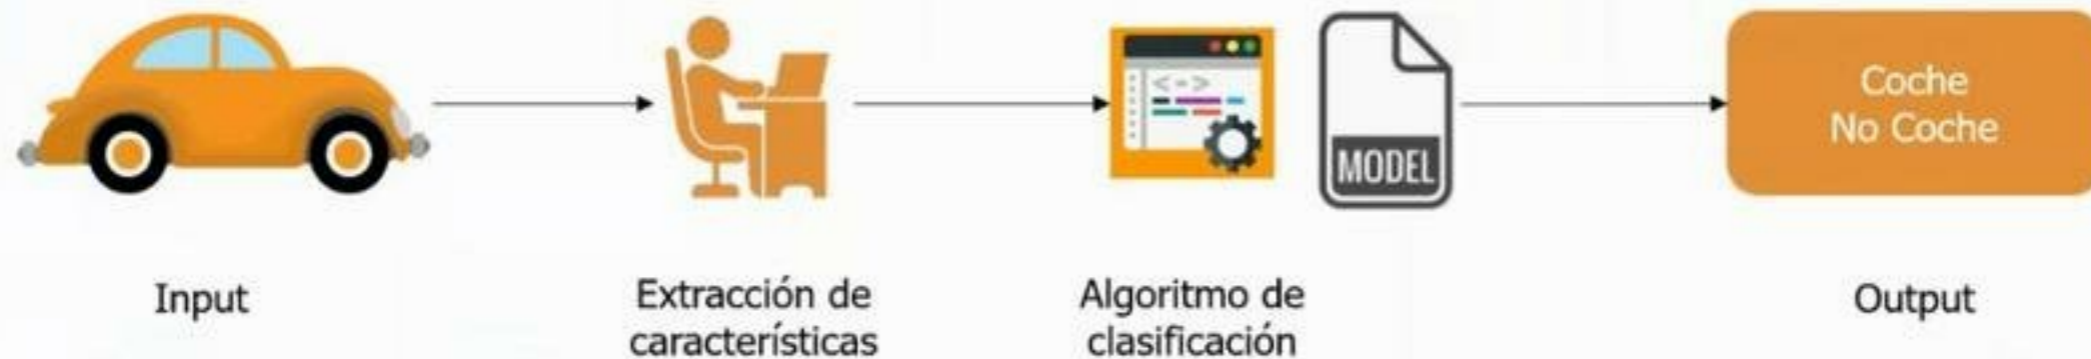 < - >
MODEL
Coche
No Coche
Input
Extracción de
características
Algoritmo de
clasificación
Output